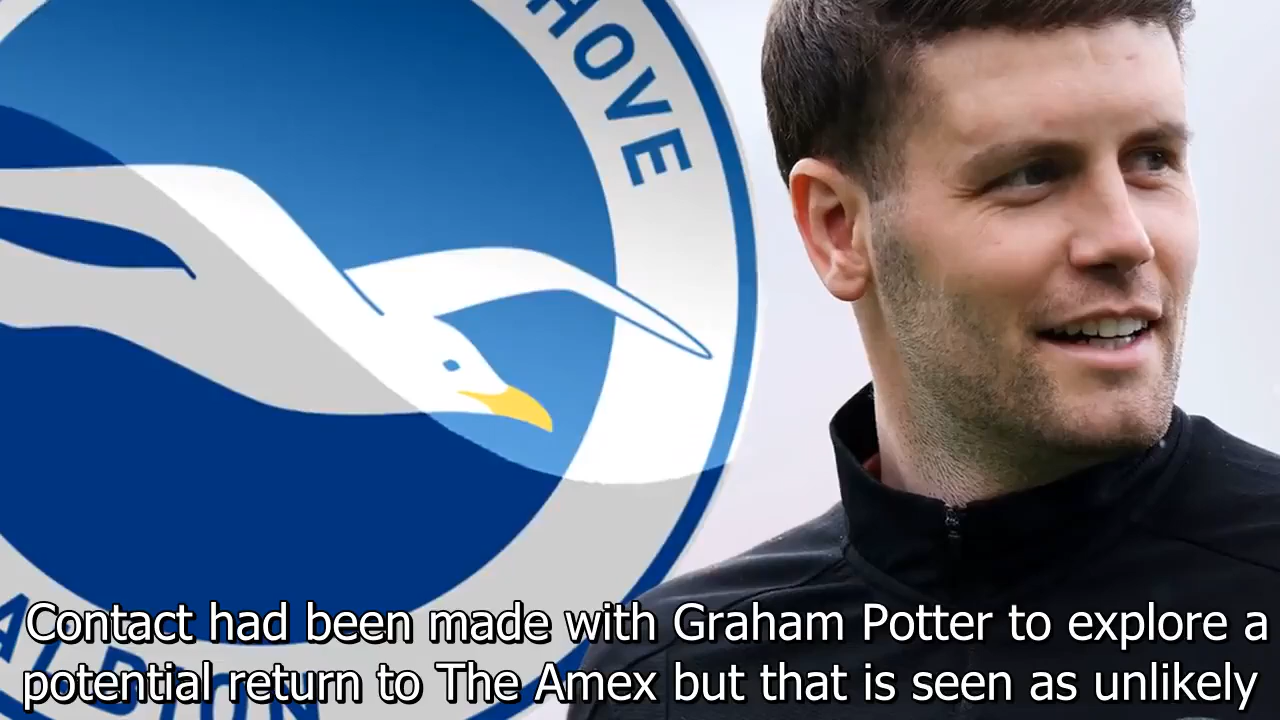 HOVE
ALBION
Contact had been made with Graham Potter to explore a
potential return to The Amex but that is seen as unlikely